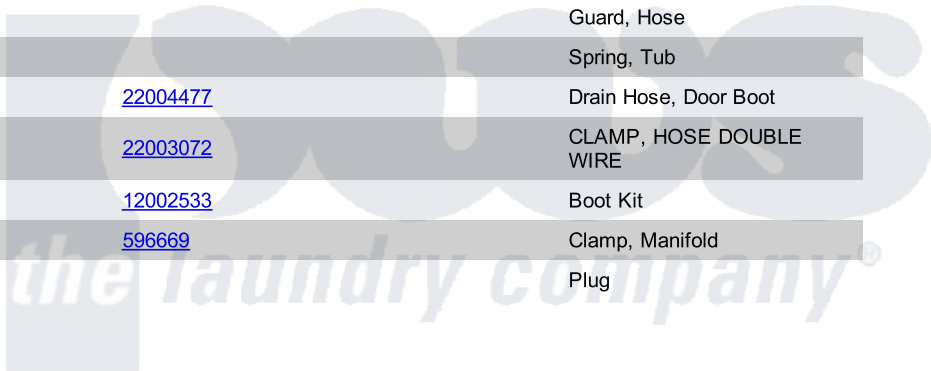 Guard, Hose
Spring, Tub
22004477 Drain Hose, Door Boot
22003072 CLAMP, HOSE DOUBLE
WIRE
12002533 Boot Kit
596669 Clamp, Manifold
the laundry company®
Plug